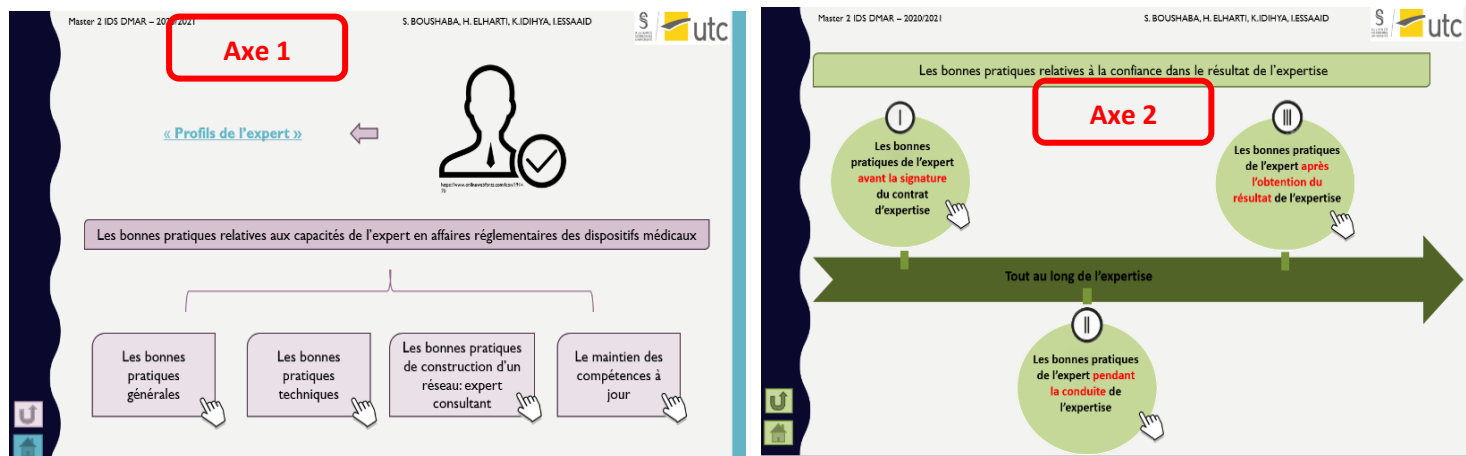 Master 2 IDS DMAR – 2020/2021
S. BOUSHABA, H. ELHARTI, K.IDIHYA, I.ESSAAID
utc
Axe 1
« Profils de l'expert »
Les bonnes pratiques relatives aux capacités de l'expert en affaires réglementaires des dispositifs médicaux
Les bonnes
pratiques
générales
Les bonnes
pratiques
techniques
Les bonnes pratiques
de construction d'un
réseau: expert
consultant
Le maintien des
compétences à
jour
Master 2 IDS DMAR – 2020/2021
S. BOUSHABA, H. ELHARTI, K.IDIHYA, I.ESSAAID
utc
Les bonnes pratiques relatives à la confiance dans le résultat de l'expertise
Axe 2
I
Les bonnes
pratiques de l'expert
avant la signature
du contrat
d'expertise
III
Les bonnes pratiques
de l'expert après
l'obtention du
résultat de l'expertise
Tout au long de l'expertise
II
Les bonnes pratiques
de l'expert pendant
la conduite de
l'expertise